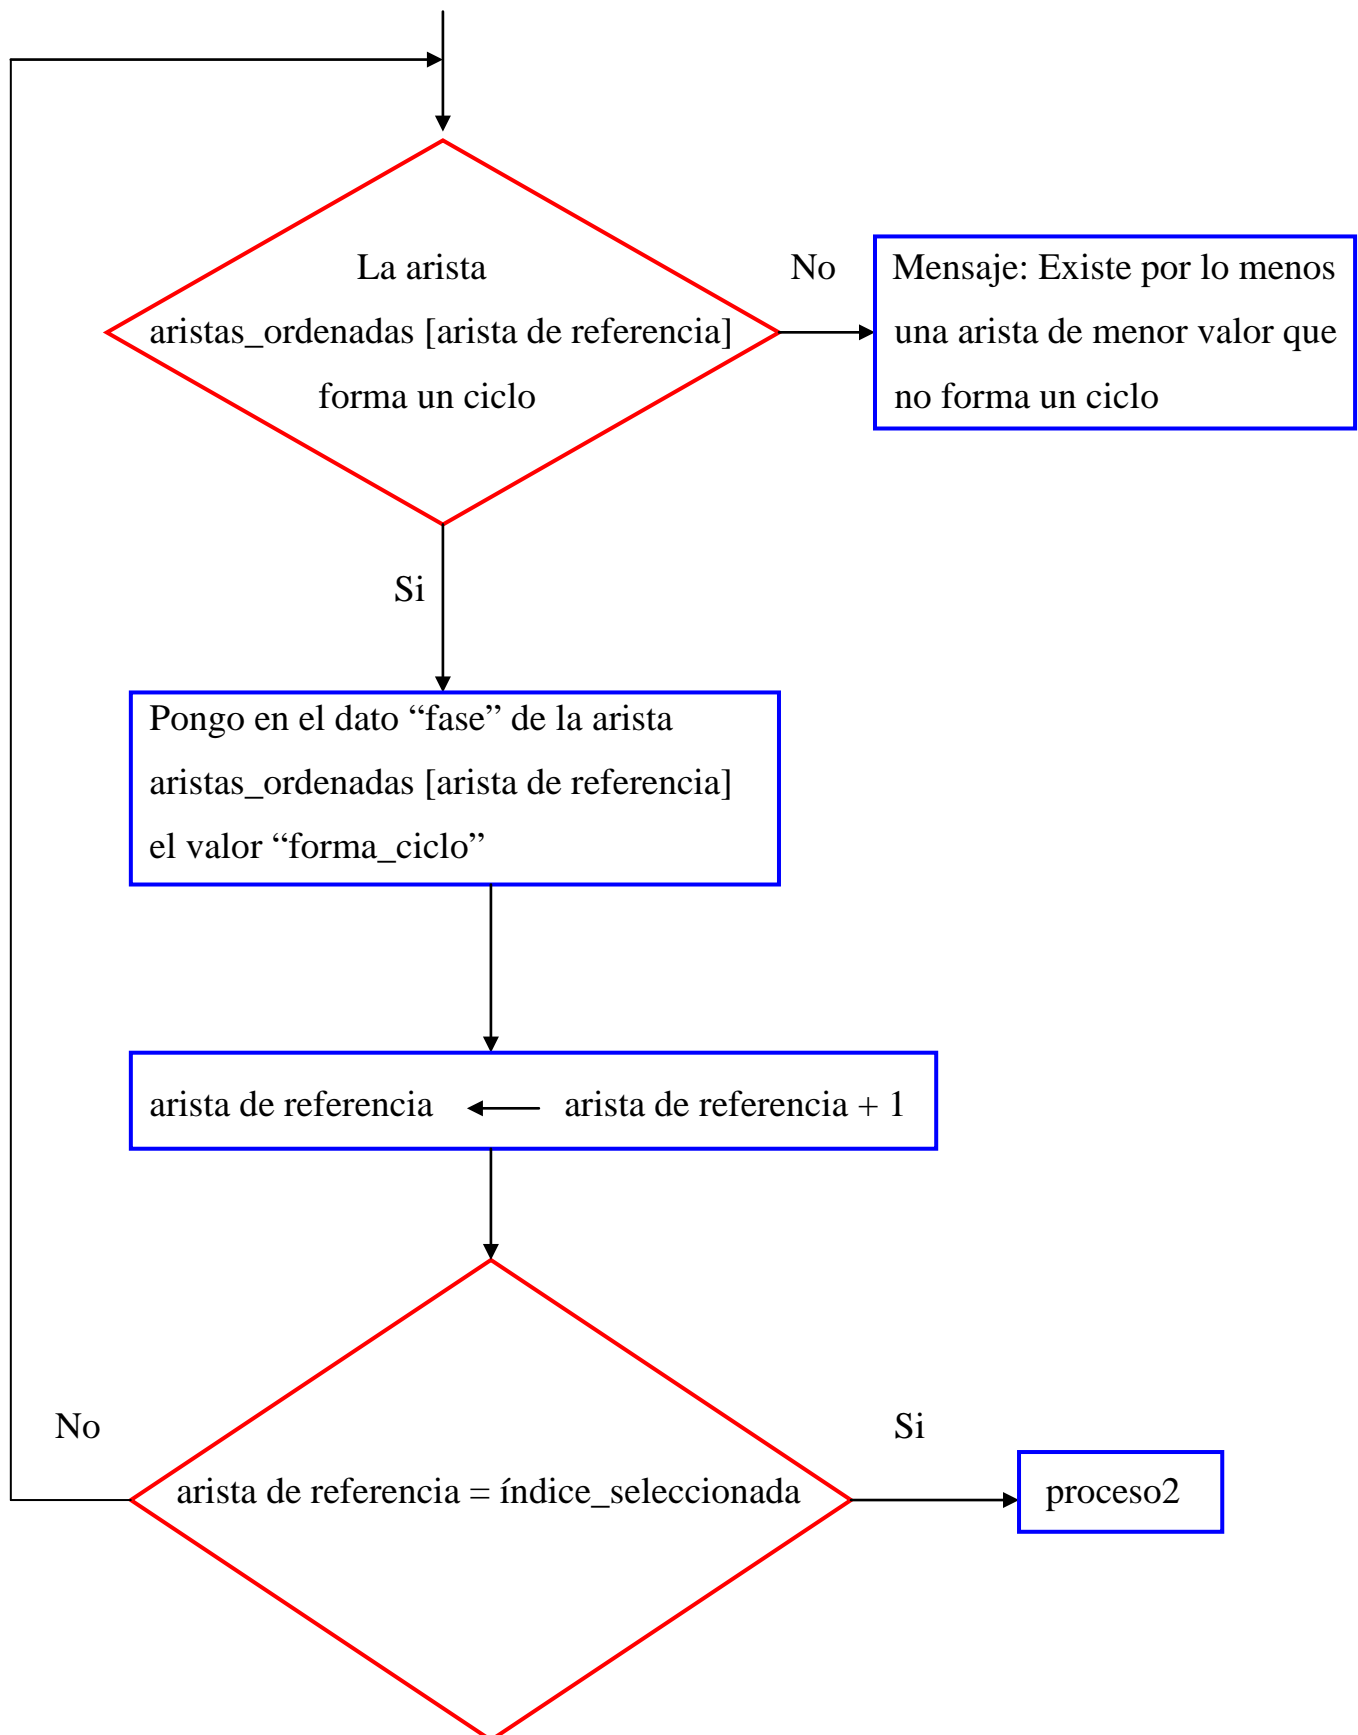 La arista
aristas_ordenadas [arista de referencia]
forma un ciclo
No
Mensaje: Existe por lo menos
una arista de menor valor que
no forma un ciclo
Si
Pongo en el dato “fase” de la arista
aristas_ordenadas [arista de referencia]
el valor “forma_ciclo”
arista de referencia
arista de referencia + 1
No
Si
arista de referencia = índice_seleccionada
proceso2